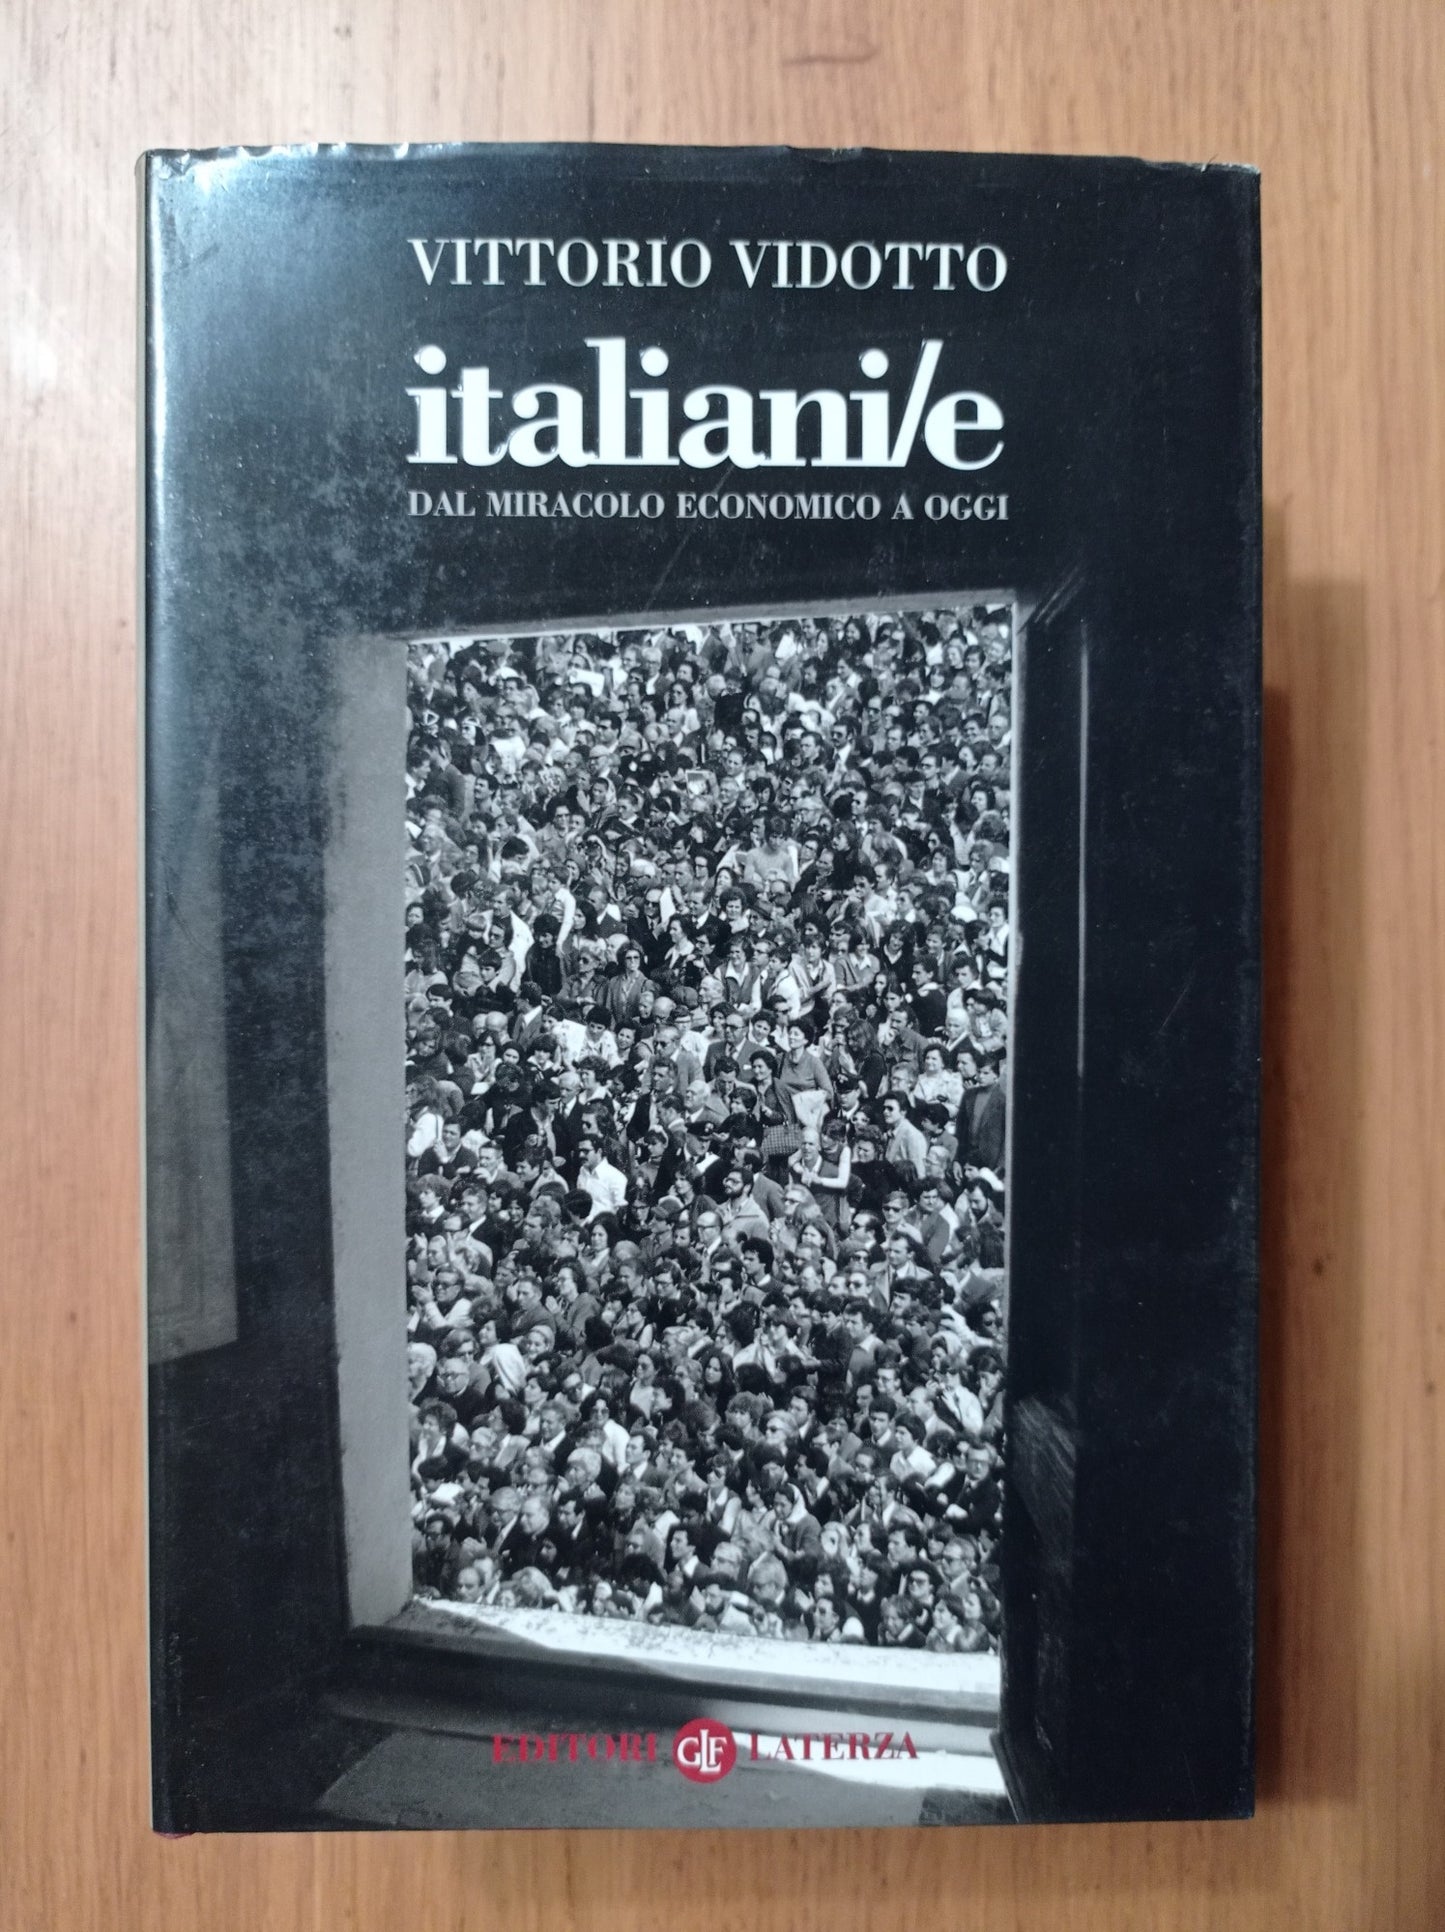 VITTORIO VIDOTTO
italiani/e
DAL MIRACOLO ECONOMICO A OGGI
EDITORI GLF LATERZA